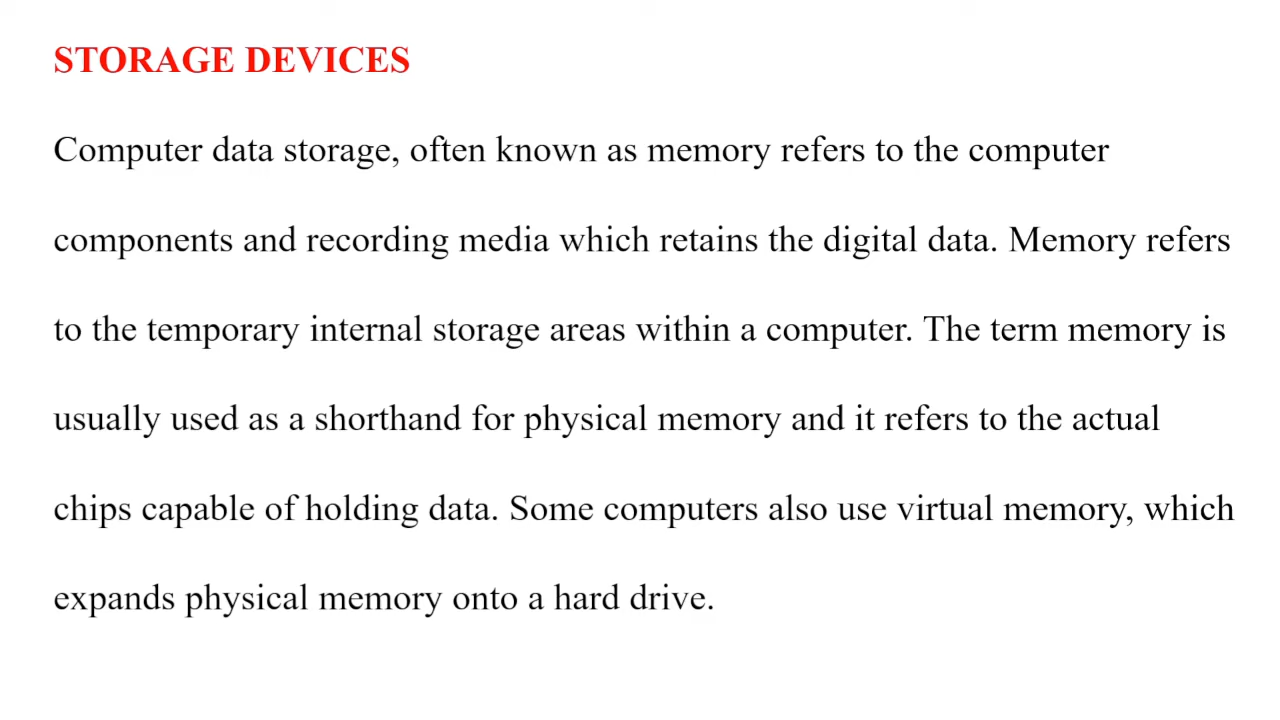 STORAGE DEVICES
Computer data storage, often known as memory refers to the computer
components and recording media which retains the digital data. Memory refers
to the temporary internal storage areas within a computer. The term memory is
usually used as a shorthand for physical memory and it refers to the actual
chips capable of holding data. Some computers also use virtual memory, which
expands physical memory onto a hard drive.